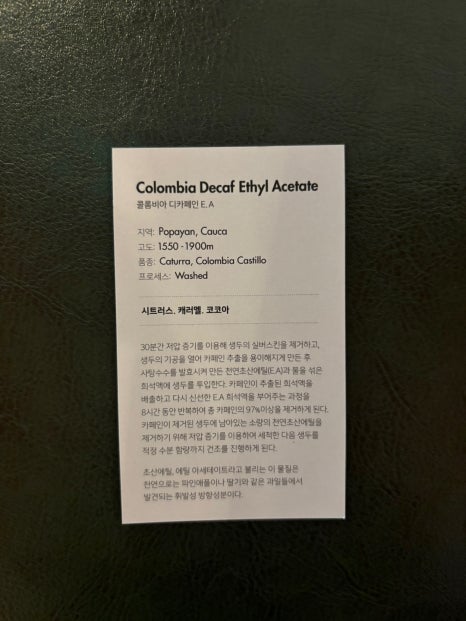 Colombia Decaf Ethyl Acetate
콜롬비아 디카페인 E.A
지역: Popayan, Cauca
고도: 1550 -1900m
품종: Caturra, Colombia Castillo
프로세스: Washed
시트러스. 캐러멜. 코코아
30분간 저압 증기를 이용해 생두의 실버스킨을 제거하고,
생두의 기공을 열어 카페인 추출을 용이해지게 만든 후
사탕수수를 발효시켜 만든 천연초산에틸(E.A)과 물을 섞은
희석액에 생두를 투입한다. 카페인이 추출된 희석액을
배출하고 다시 신선한 E.A 희석액을 부어주는 과정을
8시간 동안 반복하여 총 카페인의 97%이상을 제거하게 된다.
카페인이 제거된 생두에 남아있는 소량의 천연초산에틸을
제거하기 위해 저압 증기를 이용하여 세척한 다음 생두를
적정 수분 함량까지 건조를 진행하게 된다.
초산에틸, 에틸 아세테이트라고 불리는 이 물질은
천연으로는 파인애플이나 딸기와 같은 과일들에서
발견되는 휘발성 방향성분이다.